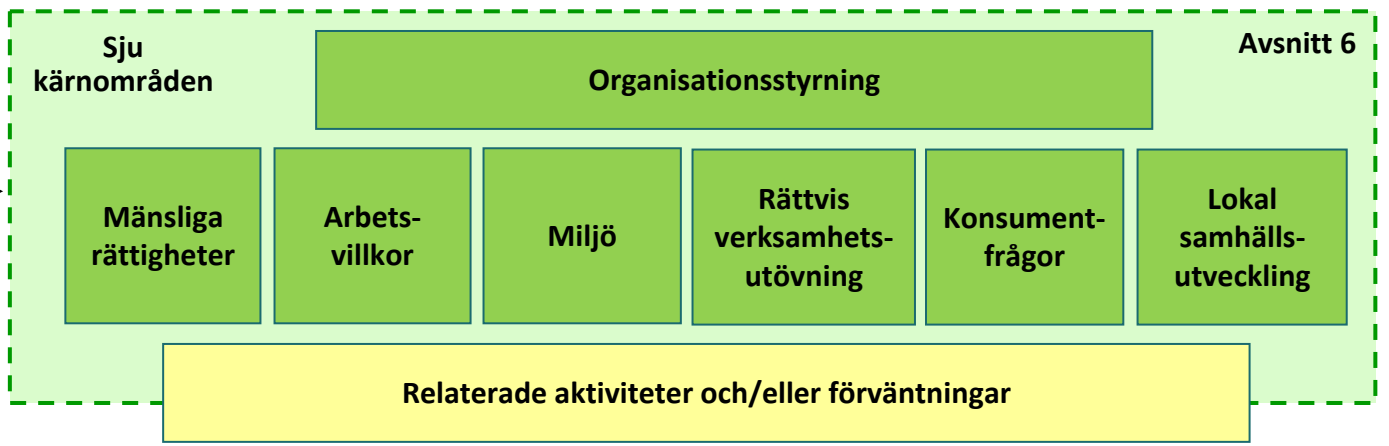 Sju
kärnområden
Organisationsstyrning
Avsnitt 6
Mänsliga
rättigheter
Arbets-
villkor
Miljö
Rättvis
verksamhets-
utövning
Konsument-
frågor
Lokal
samhälls-
utveckling
Relaterade aktiviteter och/eller förväntningar